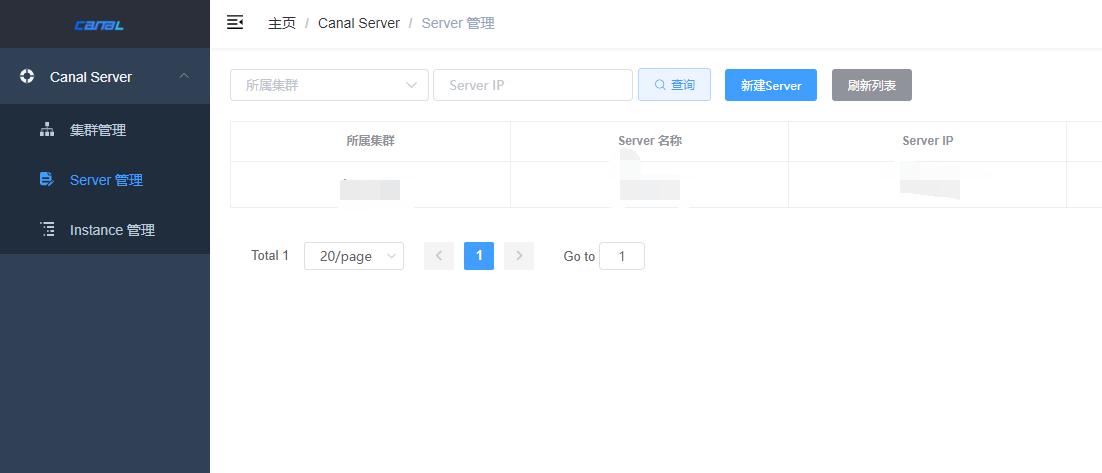 CANAL
主页 / Canal Server / Server 管理
Canal Server
集群管理
Server 管理
Instance 管理
所属集群 Server IP 查询 新建Server 刷新列表
所属集群 Server 名称 Server IP
Total 1 20/page 1 Go to 1